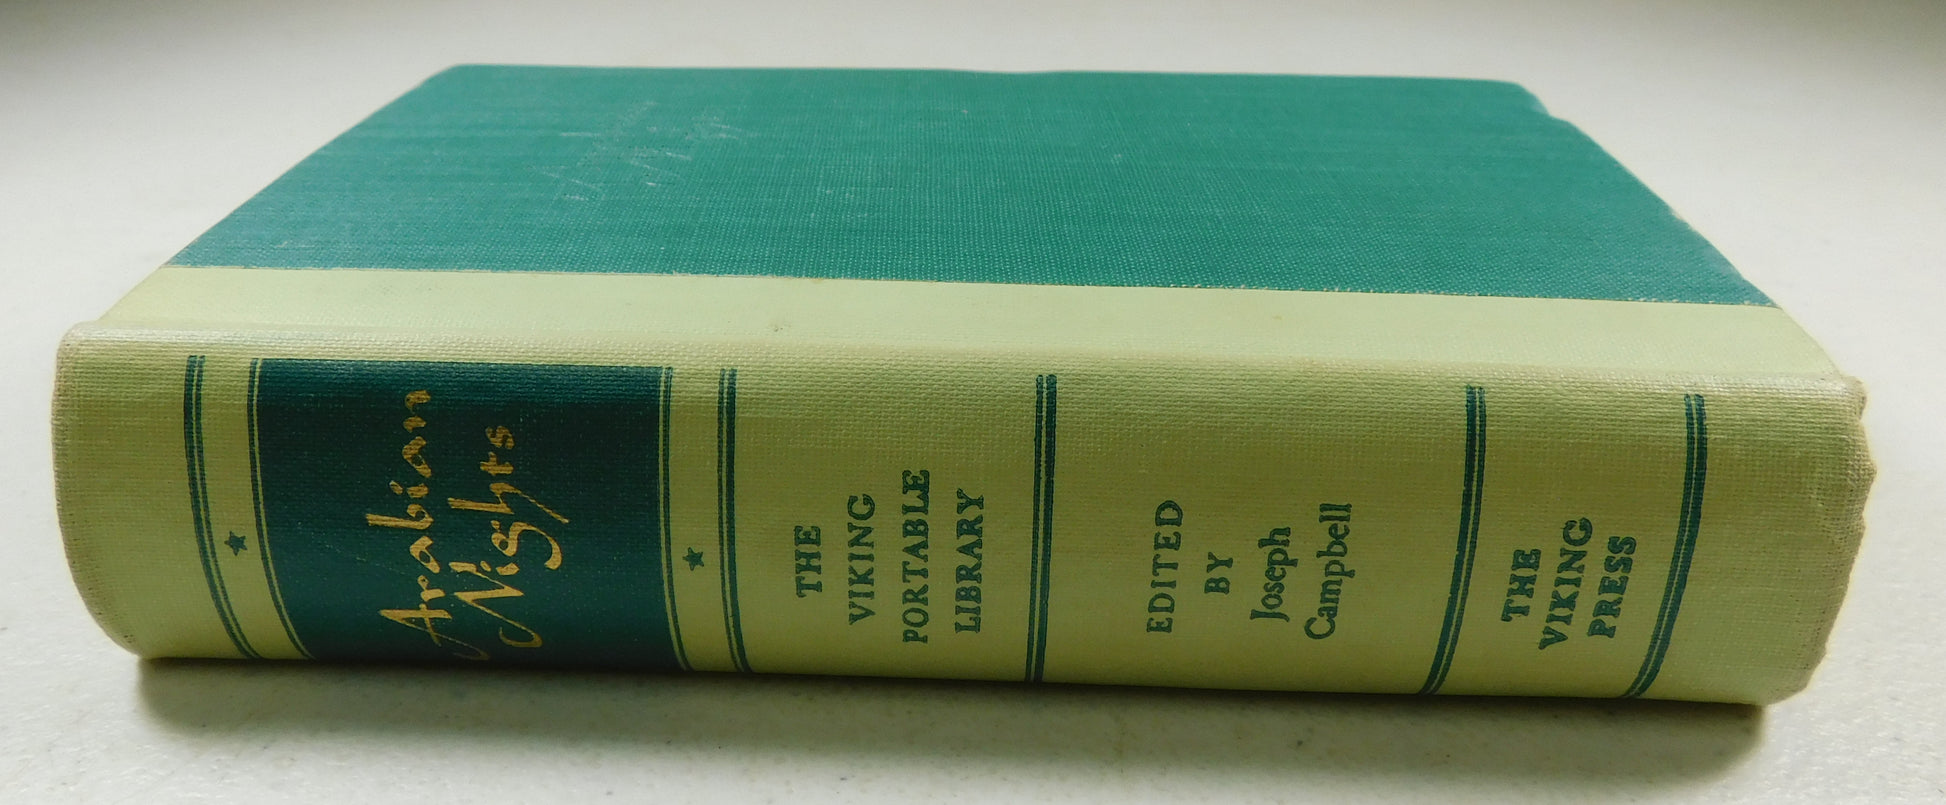 Arabian
Nights
THE
VIKING
PORTABLE
LIBRARY
EDITED
BY
Joseph
Campbell
THE
VIKING
PRESS